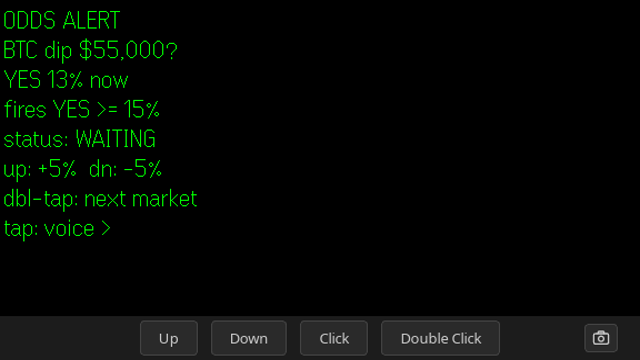 ODDS ALERT
BTC dip $55,000?
YES 13% now
fires YES >= 15%
status: WAITING
up: +5%  dn: -5%
dbl-tap: next market
tap: voice >
Up
Down
Click
Double Click